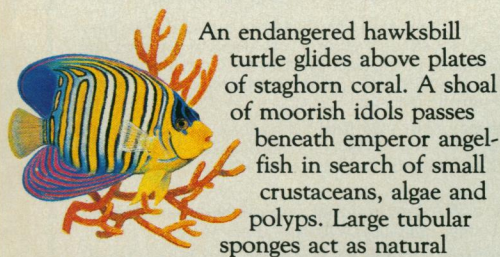 An endangered hawksbill
turtle glides above plates
of staghorn coral. A shoal
of moorish idols passes
beneath emperor angel-
fish in search of small
crustaceans, algae and
polyps. Large tubular
sponges act as natural